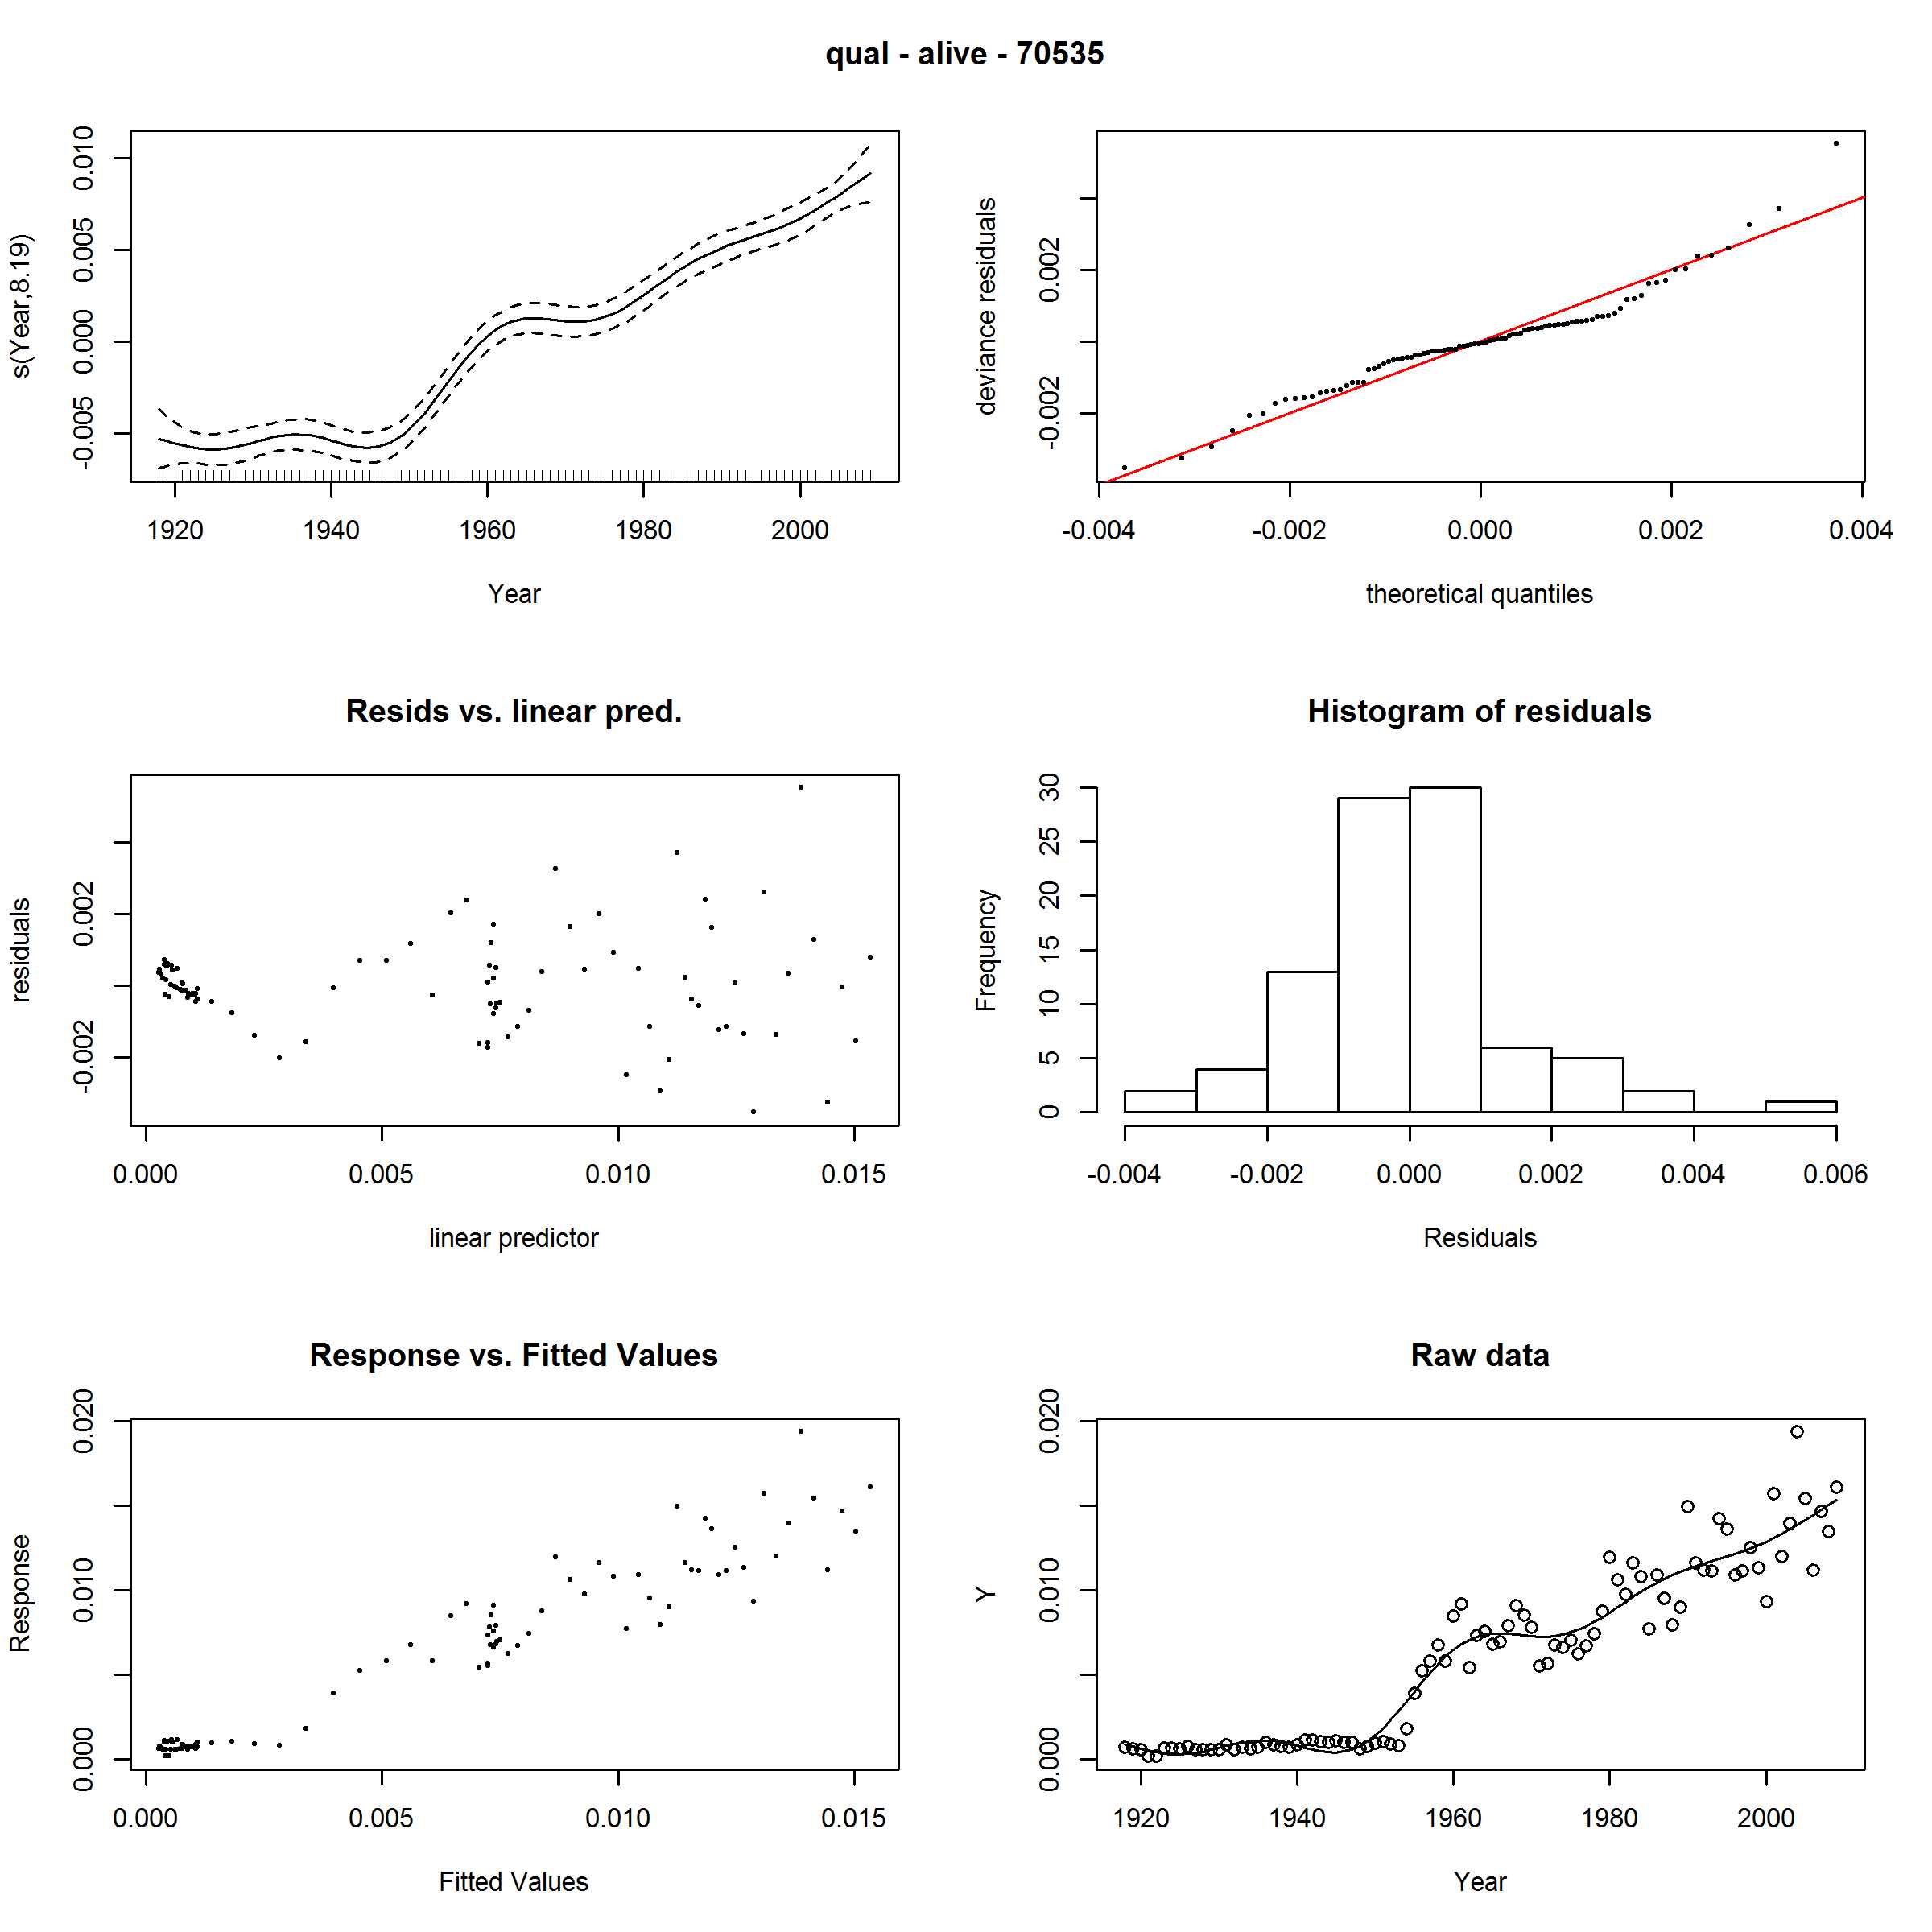 qual - alive - 70535
s(Year,8.19)
-0.005 0.000 0.005 0.010
1920 1940 1960 1980 2000
Year
deviance residuals
-0.002 0.002
-0.004 -0.002 0.000 0.002 0.004
theoretical quantiles
Resids vs. linear pred.
residuals
-0.002 0.002
0.000 0.005 0.010 0.015
linear predictor
Histogram of residuals
Frequency
0 5 10 15 20 25 30
-0.004 -0.002 0.000 0.002 0.004 0.006
Residuals
Response vs. Fitted Values
Response
0.000 0.010 0.020
0.000 0.005 0.010 0.015
Fitted Values
Raw data
Y
0.000 0.010 0.020
1920 1940 1960 1980 2000
Year